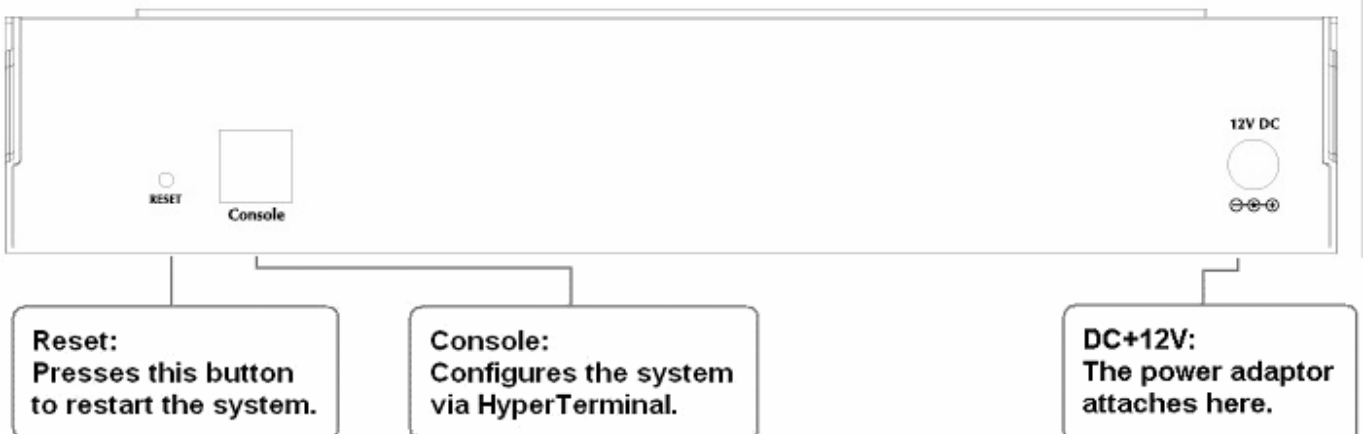 12V DC
RESET
Console
Reset:
Presses this button
to restart the system.
Console:
Configures the system
via HyperTerminal.
DC+12V:
The power adaptor
attaches here.